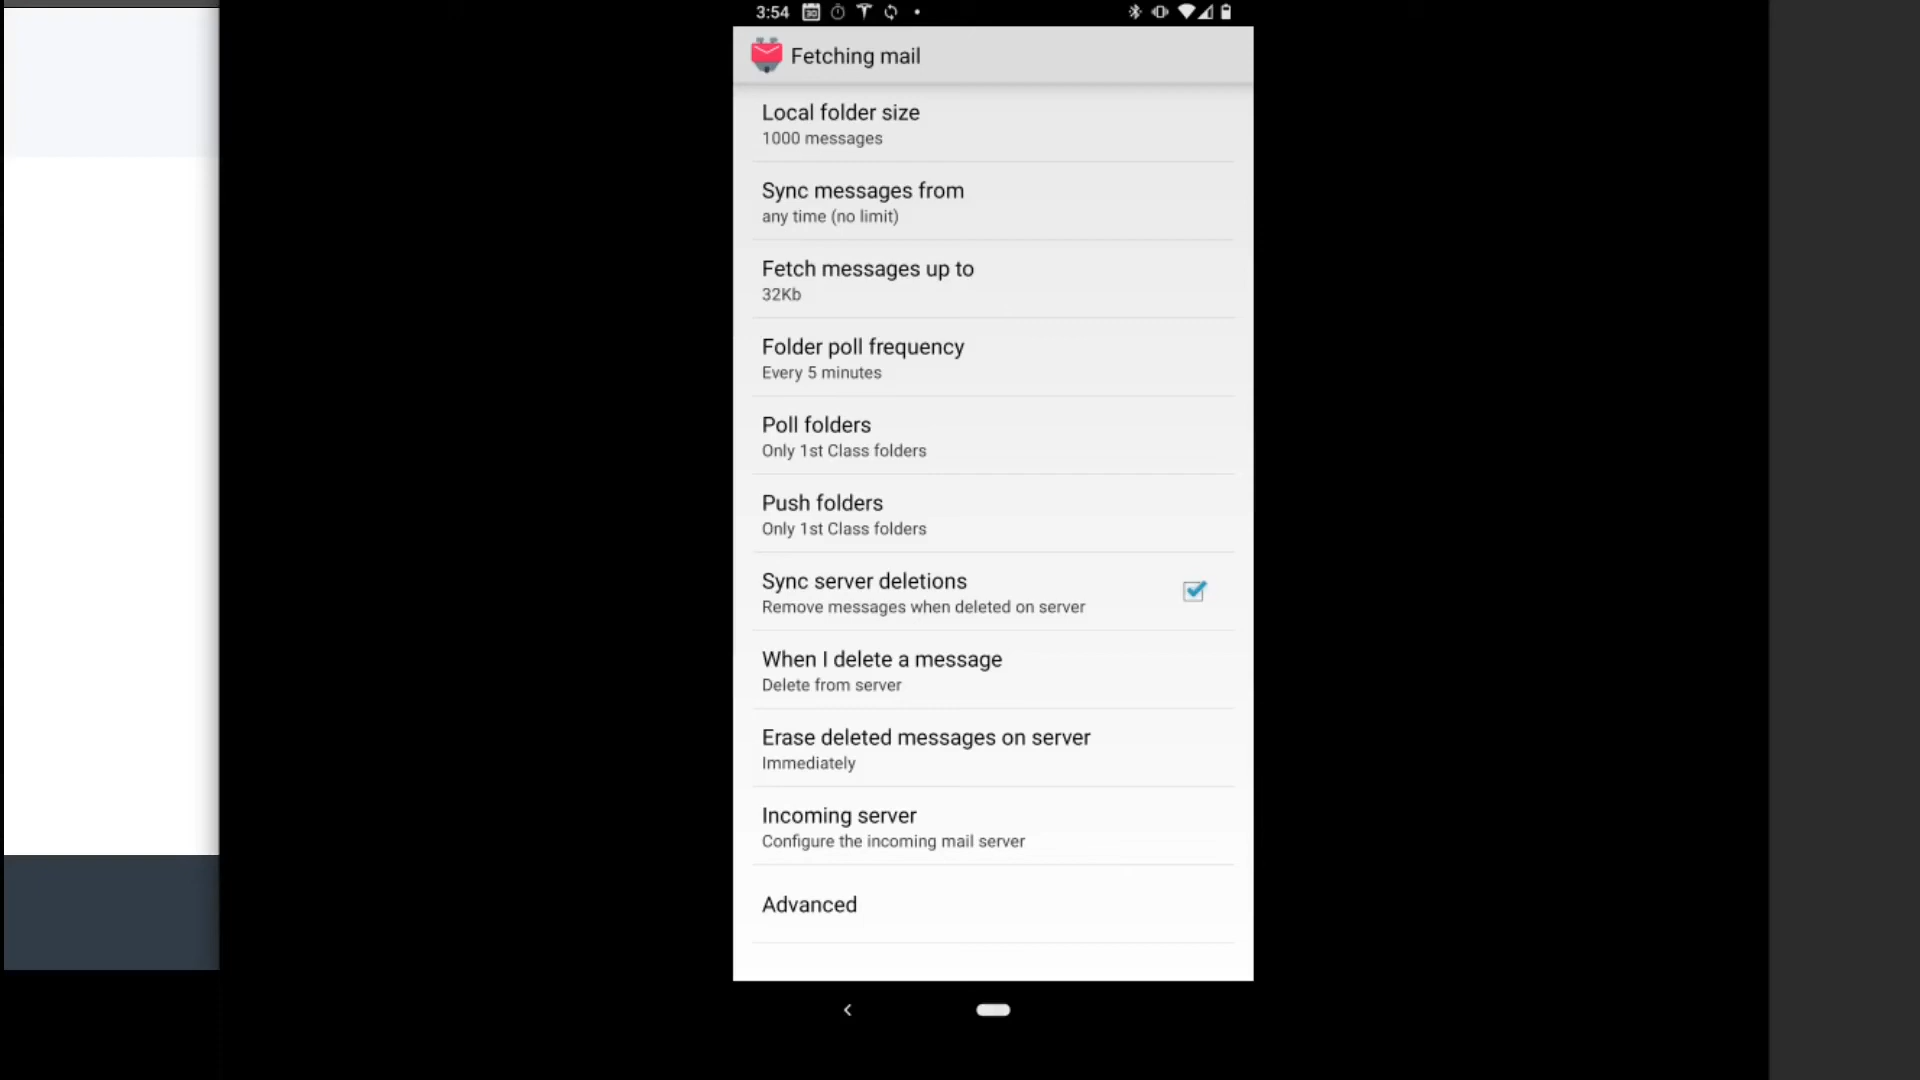 3:54
Fetching mail
Local folder size
1000 messages
Sync messages from
any time (no limit)
Fetch messages up to
32Kb
Folder poll frequency
Every 5 minutes
Poll folders
Only 1st Class folders
Push folders
Only 1st Class folders
Sync server deletions
Remove messages when deleted on server
When I delete a message
Delete from server
Erase deleted messages on server
Immediately
Incoming server
Configure the incoming mail server
Advanced